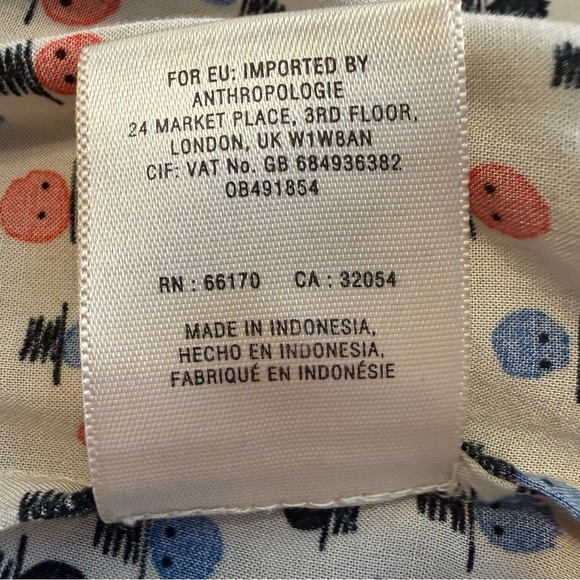 FOR EU: IMPORTED BY
ANTHROPOLOGIE
24 MARKET PLACE, 3RD FLOOR,
LONDON, UK W1W8AN
CIF: VAT No. GB 684936382
OB491854
RN : 66170 CA : 32054
MADE IN INDONESIA,
HECHO EN INDONESIA,
FABRIQUÉ EN INDONÉSIE